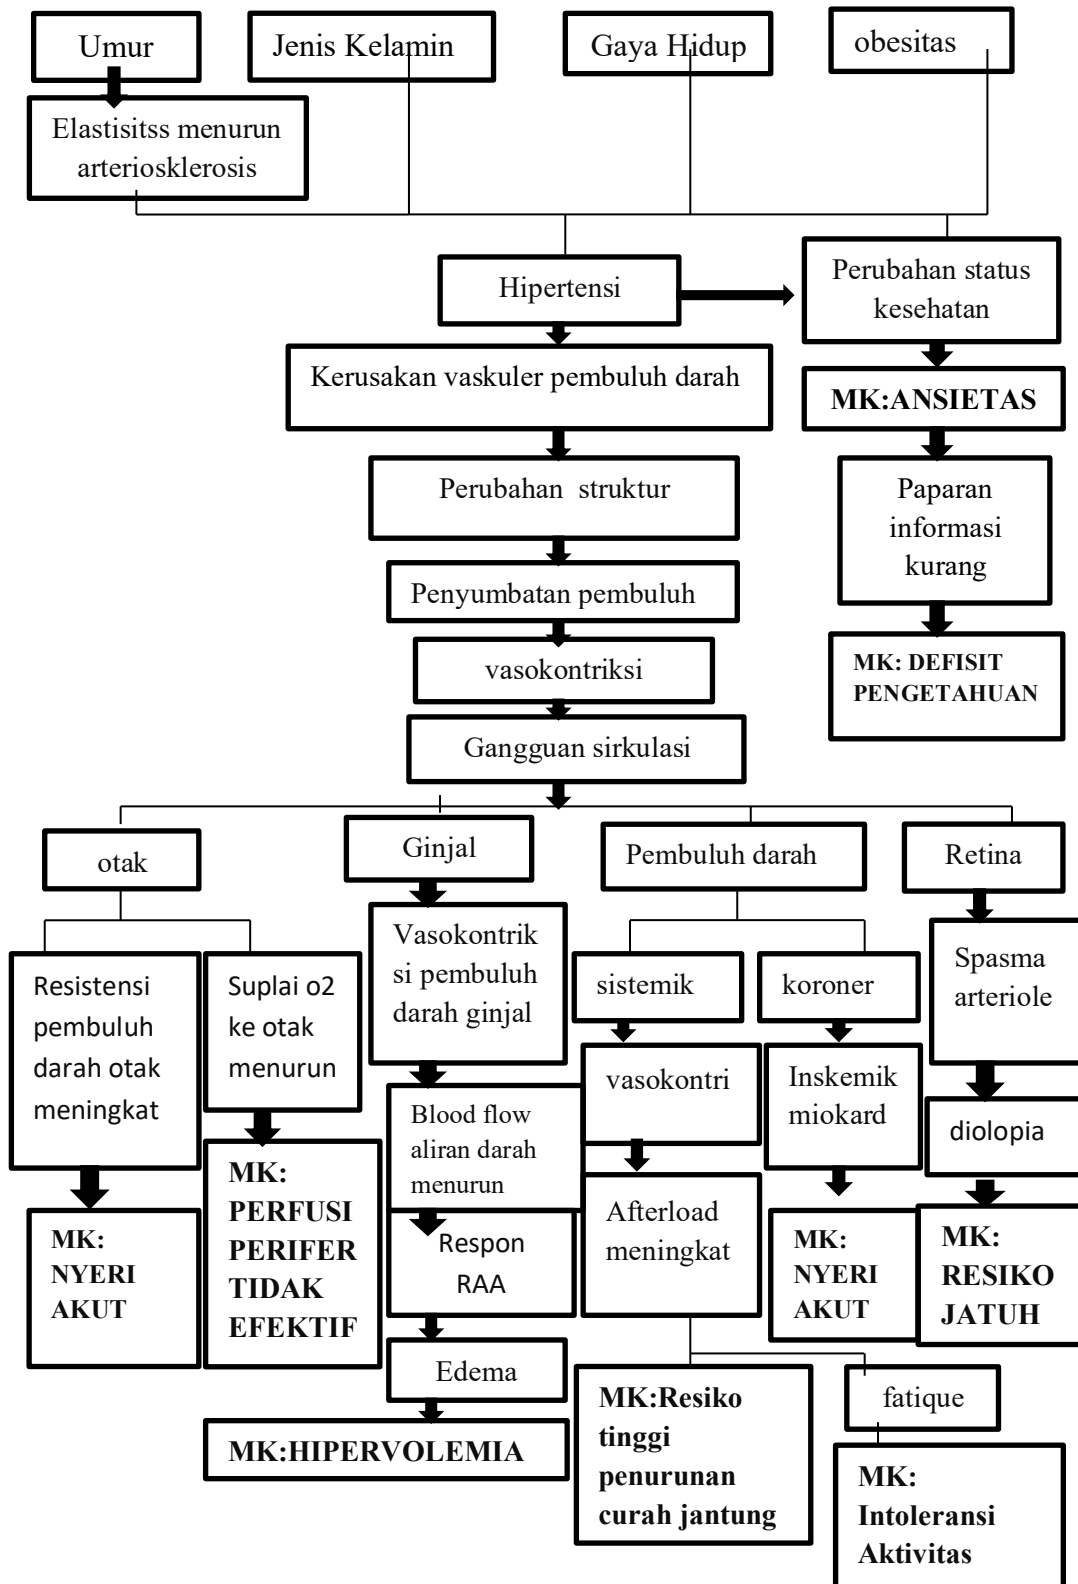 Umur
Jenis Kelamin
Gaya Hidup
obesitas
Elastisitss menurun
arteriosklerosis
Hipertensi
Perubahan status
kesehatan
Kerusakan vaskuler pembuluh darah
MK:ANSIETAS
Perubahan struktur
Paparan
informasi
kurang
Penyumbatan pembuluh
vasokontriksi
MK: DEFISIT
PENGETAHUAN
Gangguan sirkulasi
otak
Ginjal
Pembuluh darah
Retina
Resistensi
pembuluh
darah otak
meningkat
Suplai o2
ke otak
menurun
Vasokontrik
si pembuluh
darah ginjal
sistemik
koroner
Spasma
arteriole
vasokontri
Inskemik
miokard
Blood flow
aliran darah
menurun
diolopia
MK:
NYERI
AKUT
MK:
PERFUSI
PERIFER
TIDAK
EFEKTIF
Respon
RAA
Afterload
meningkat
MK:
NYERI
AKUT
MK:
RESIKO
JATUH
Edema
MK:HIPERVOLEMIA
MK:Resiko
tinggi
penurunan
curah jantung
fatique
MK:
Intoleransi
Aktivitas